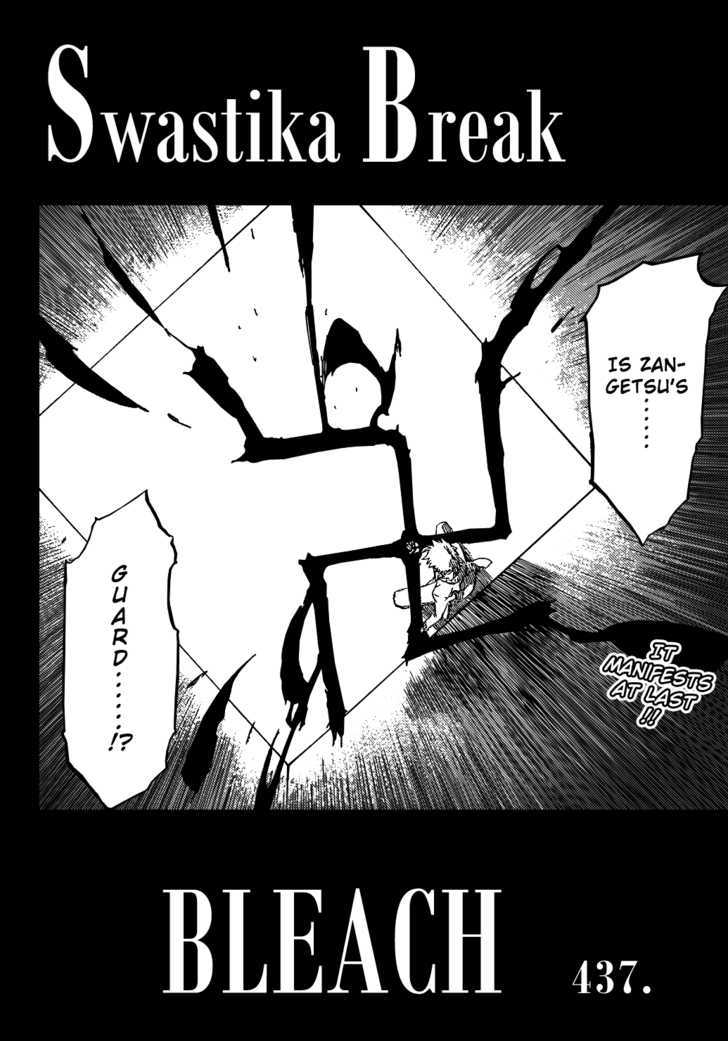 Swastika Break
IS ZAN-
GETSU'S
......
GUARD......!?
IT
MANIFESTS
AT LAST
!!!
BLEACH 437.